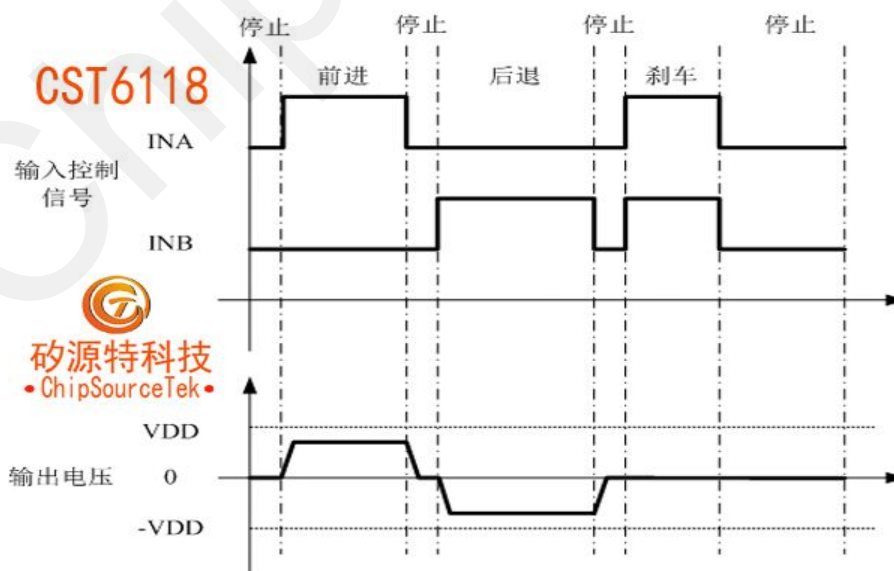 停止 停止 停止 停止
前进 后退 刹车
CST6118
INA
输入控制
信号
INB
矽源特科技
•ChipSourceTek•
VDD
输出电压 0
-VDD
Chip